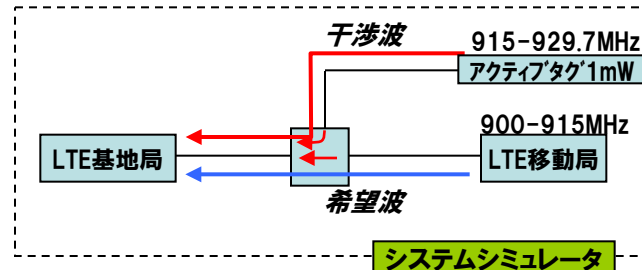 干渉波
915-929.7MHz
アクティブタグ1mW
900-915MHz
LTE基地局
LTE移動局
希望波
システムシミュレータ